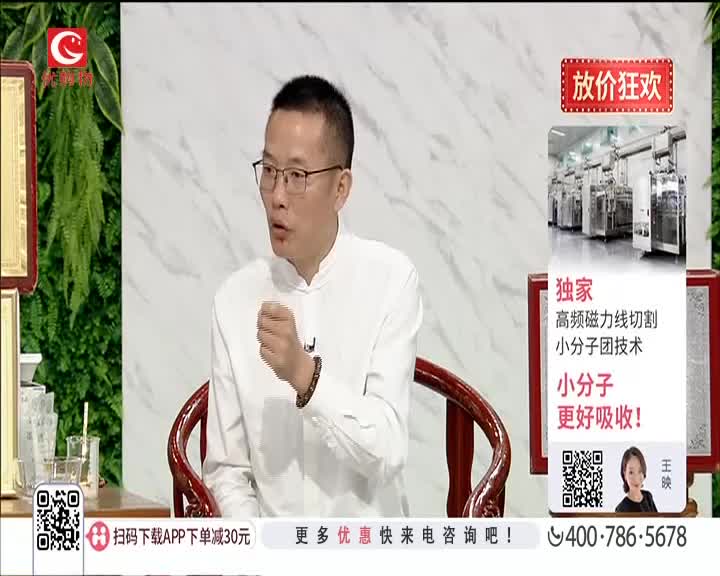 优购物
放价狂欢
独家
高频磁力线切割
小分子团技术
小分子
更好吸收!
王映
扫码下载APP下单减30元
更多优惠快来电咨询吧!
400-786-5678